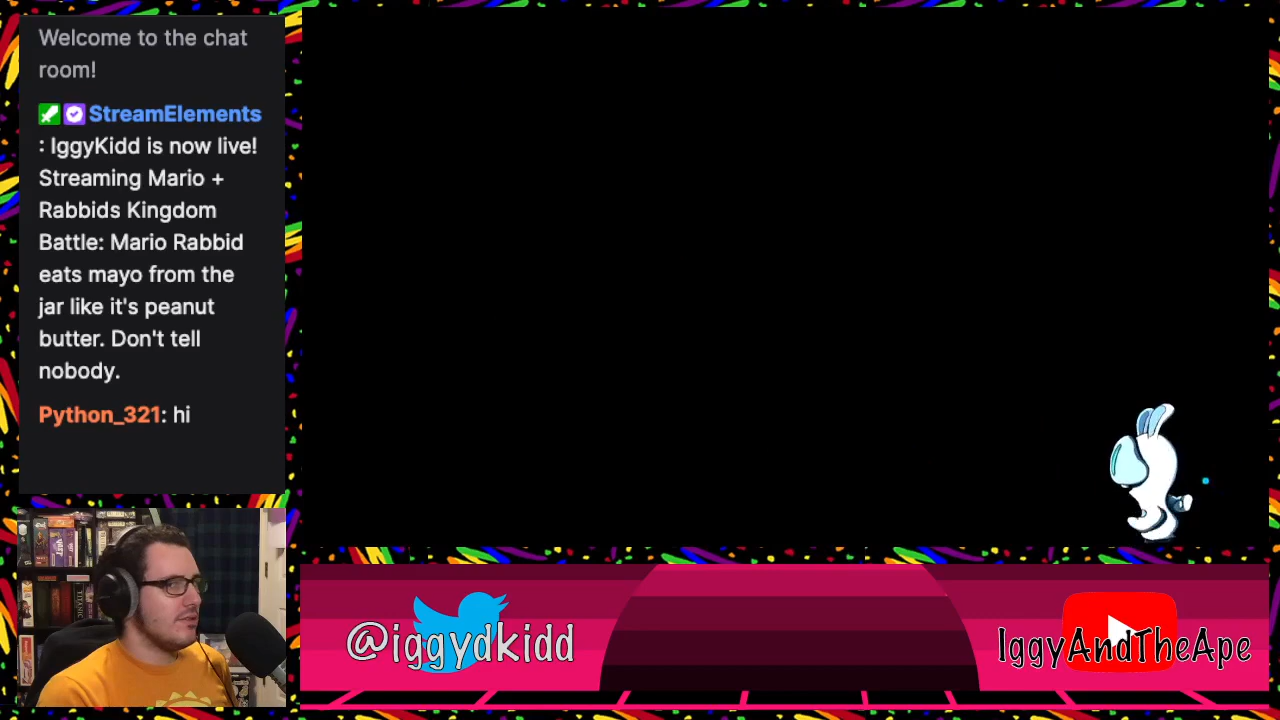 Welcome to the chat
room!
StreamElements
: IggyKidd is now live!
Streaming Mario +
Rabbids Kingdom
Battle: Mario Rabbid
eats mayo from the
jar like it's peanut
butter. Don't tell
nobody.
Python_321: hi
TITANIC
@iggydkidd
IggyAndTheApe